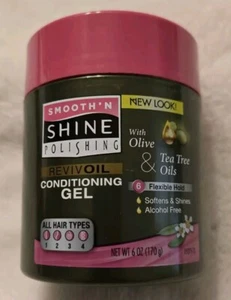 SMOOTH'N
SHINE
POLISHING
REVIVOIL
CONDITIONING
GEL
ALL HAIR TYPES
1 2 3 4
NEW LOOK!
With
Olive
& Tea Tree
Oils
6 Flexible Hold
Softens & Shines
Alcohol Free
NET WT 6 OZ (170 g)